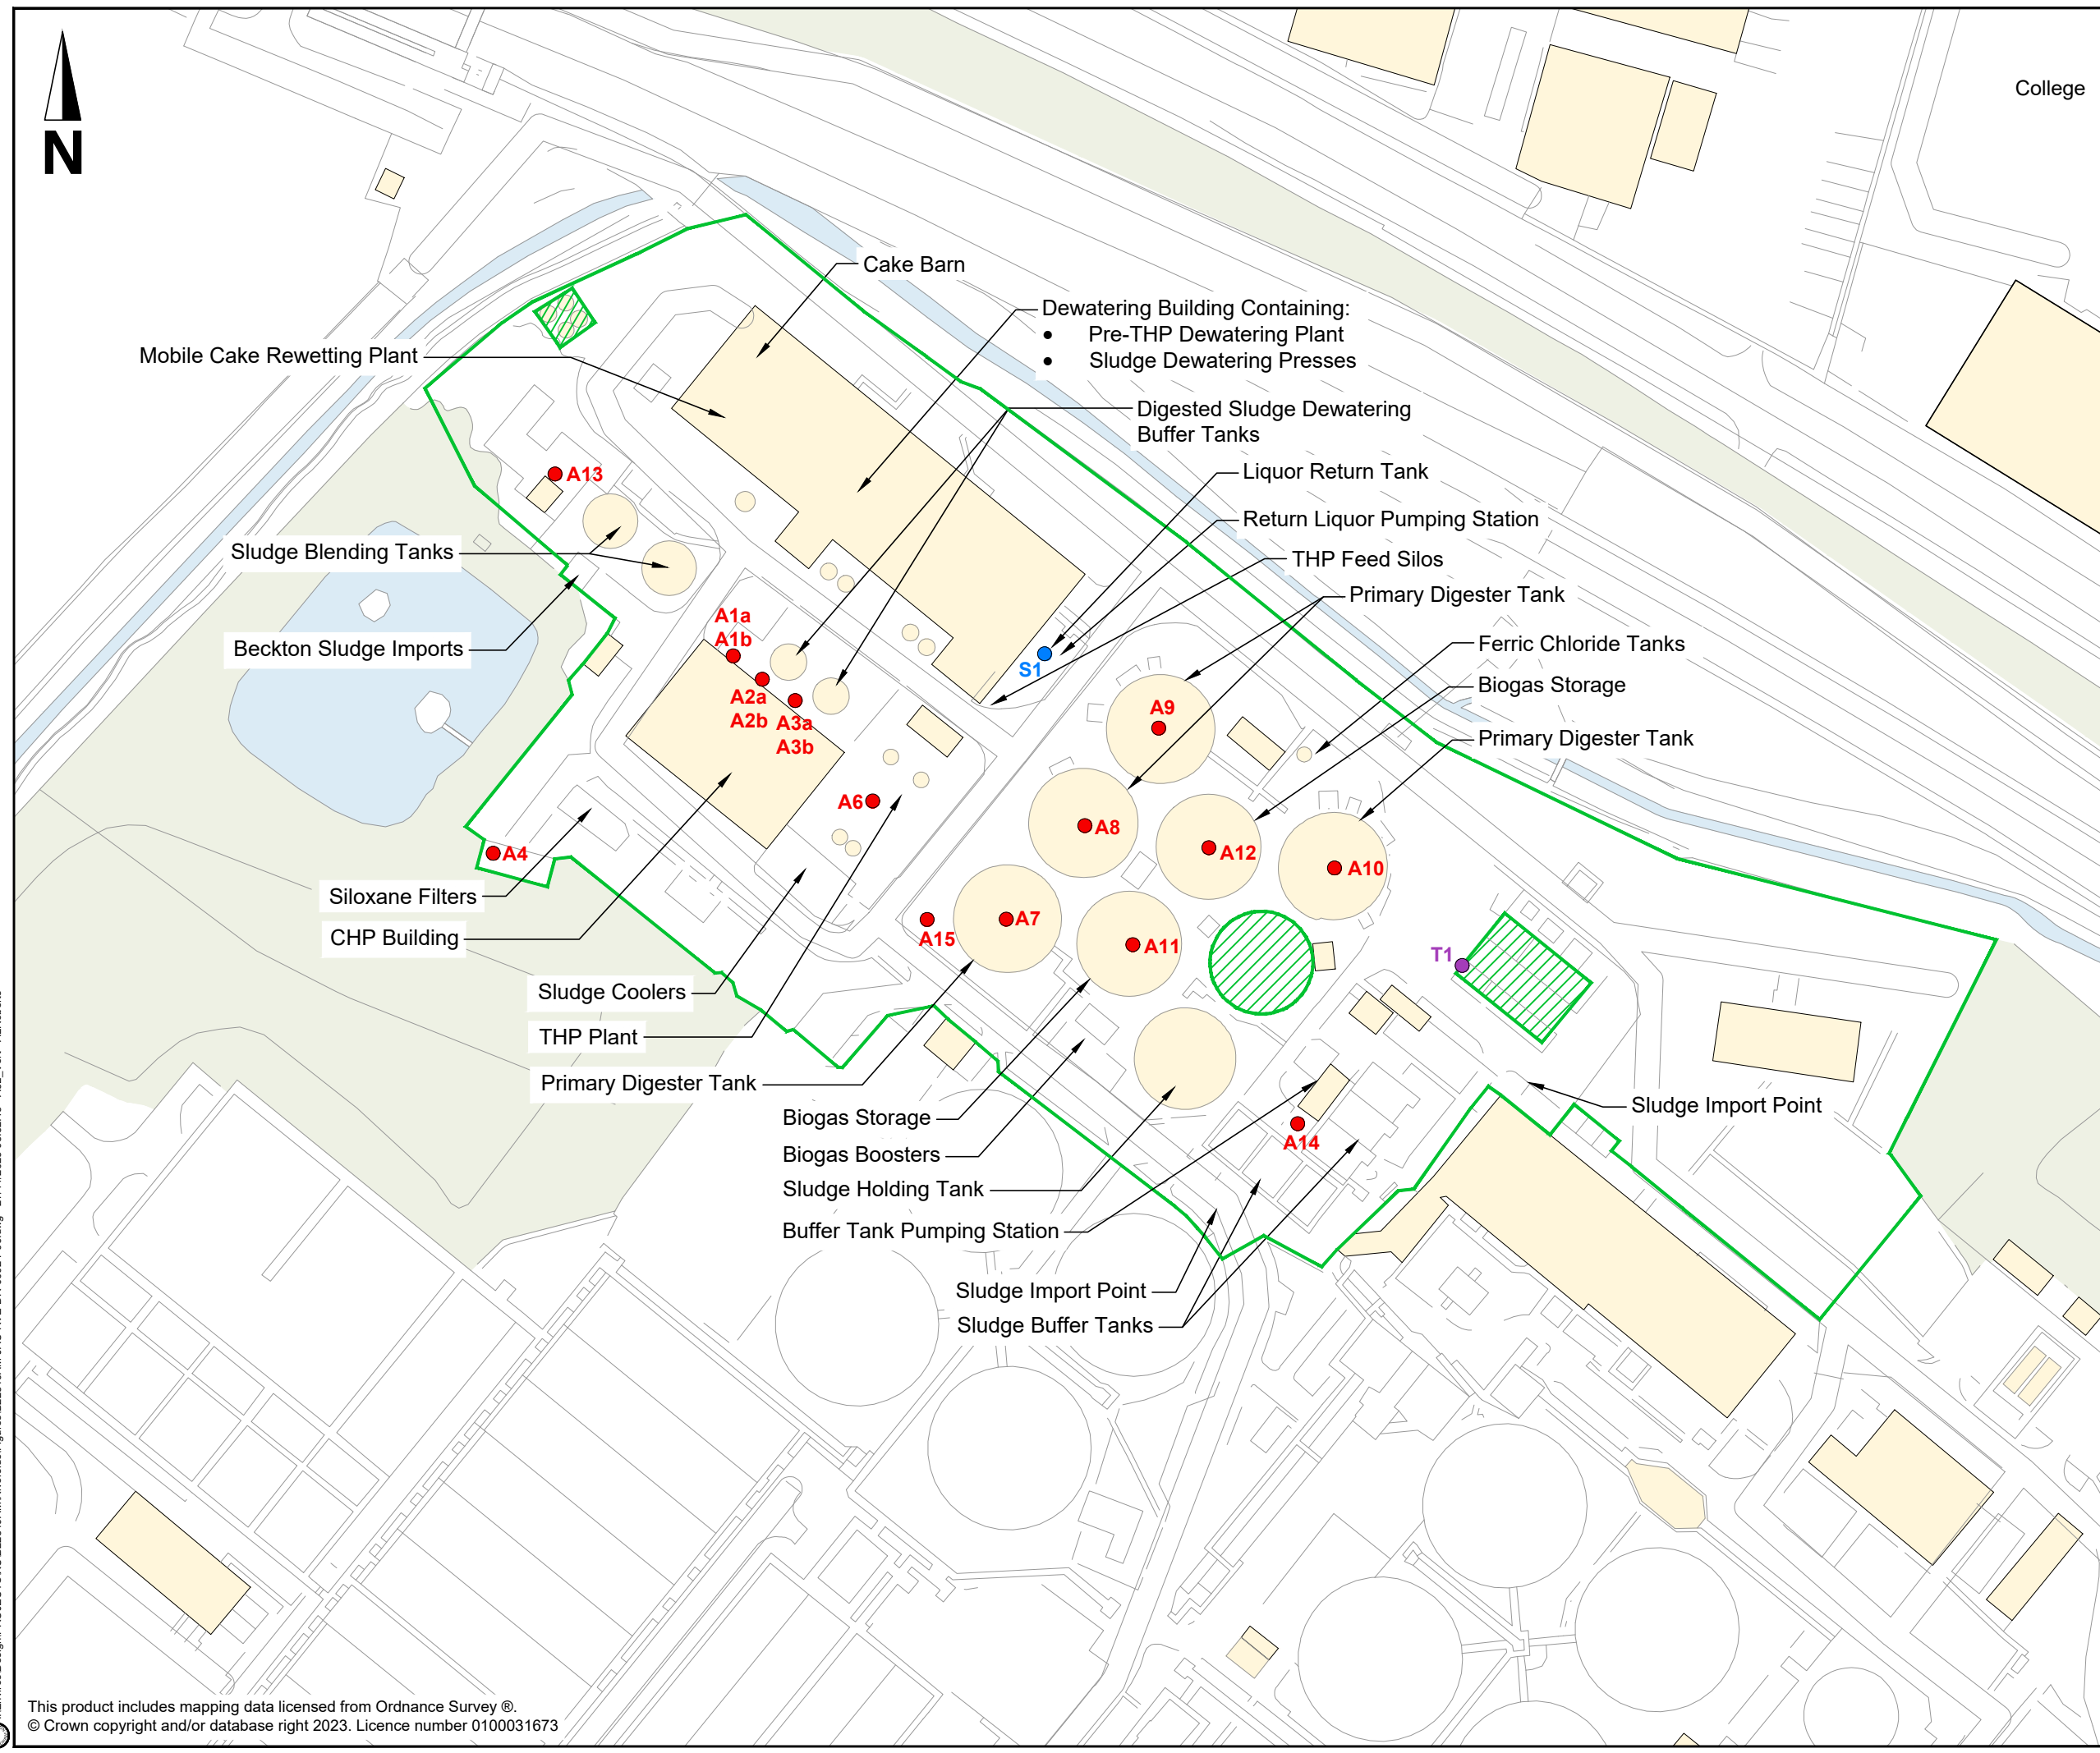 College
N
Cake Barn
Dewatering Building Containing:
• Pre-THP Dewatering Plant
• Sludge Dewatering Presses
Mobile Cake Rewetting Plant
Digested Sludge Dewatering
Buffer Tanks
Liquor Return Tank
A13
Return Liquor Pumping Station
Sludge Blending Tanks
THP Feed Silos
Primary Digester Tank
A1a
A1b
Beckton Sludge Imports
Ferric Chloride Tanks
S1
Biogas Storage
A2a
A2b
A3a
A3b
A9
Primary Digester Tank
A6
A8
A12
A10
A4
Siloxane Filters
CHP Building
A15
A7
A11
T1
Sludge Coolers
THP Plant
Primary Digester Tank
Biogas Storage
Sludge Import Point
A14
Biogas Boosters
Sludge Holding Tank
Buffer Tank Pumping Station
Sludge Import Point
Sludge Buffer Tanks
This product includes mapping data licensed from Ordnance Survey ®.
© Crown copyright and/or database right 2023. Licence number 0100031673